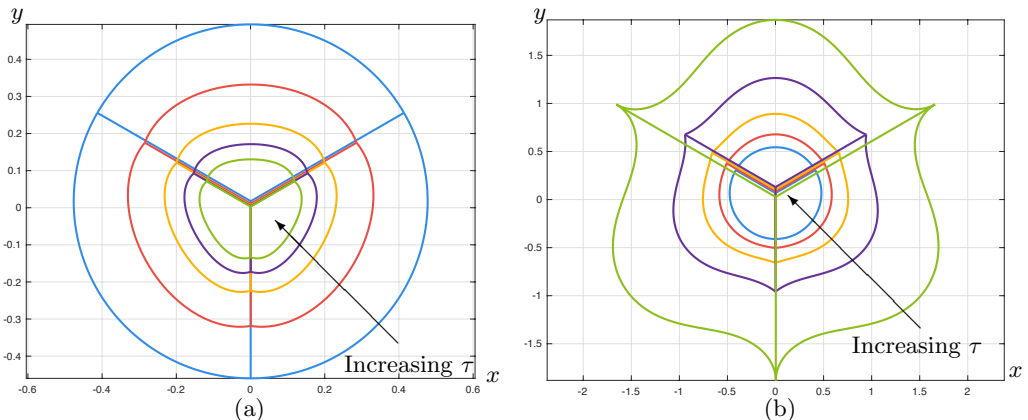 y
0.4
0.3
0.2
0.1
0
-0.1
-0.2
-0.3
-0.4
-0.6 -0.4 -0.2 0 0.2 0.4 0.6
Increasing τ
x
(a)
y
1.5
1
0.5
0
-0.5
-1
-1.5
-2 -1.5 -1 -0.5 0 0.5 1 1.5 2
Increasing τ
x
(b)